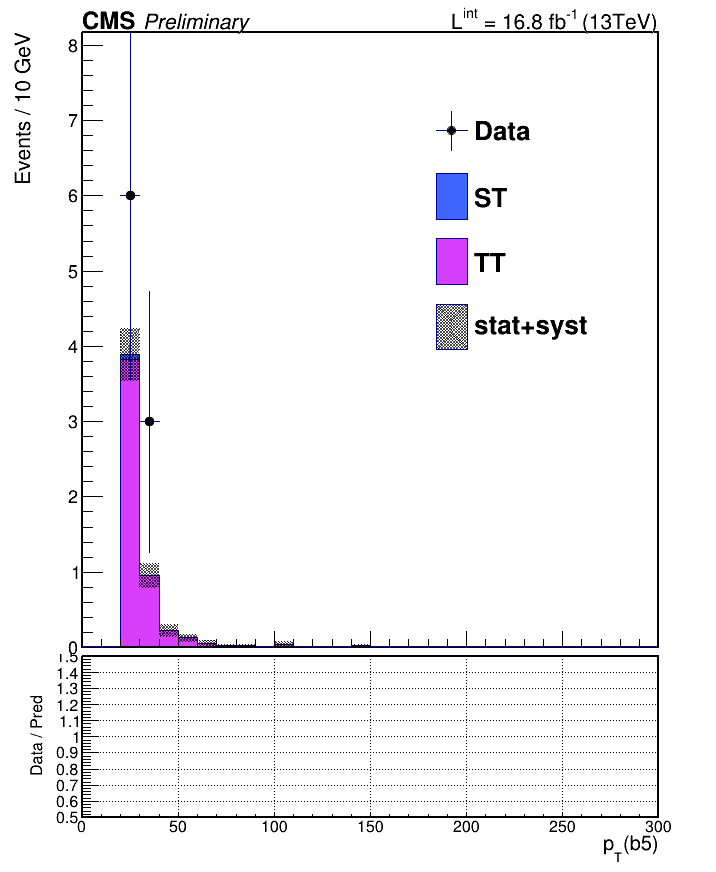 CMS Preliminary L^int = 16.8 fb^-1 (13TeV)
Events / 10 GeV
8
7
6
5
4
3
2
1
0
Data
ST
TT
stat+syst
Data / Pred
1.5
1.4
1.3
1.2
1.1
1
0.9
0.8
0.7
0.6
0.5
0 50 100 150 200 250 300
p_T(b5)